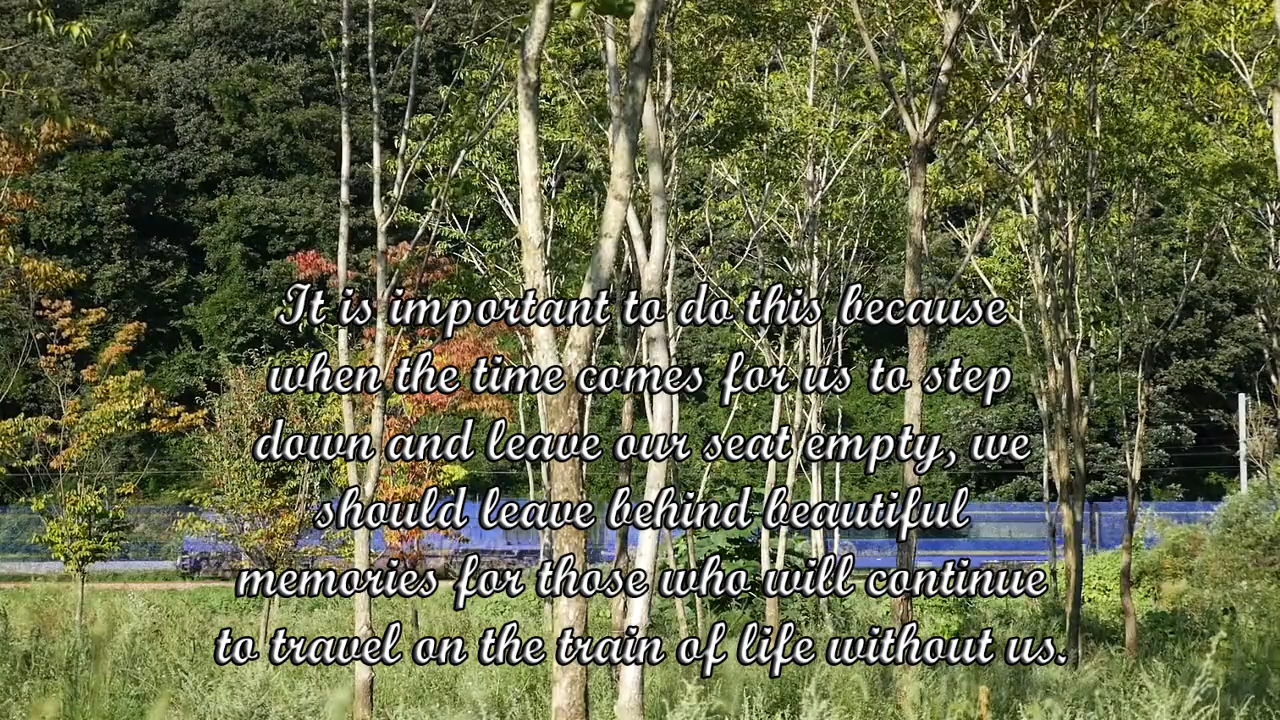 It is important to do this because
when the time comes for us to step
down and leave our seat empty, we
should leave behind beautiful
memories for those who will continue
to travel on the train of life without us.